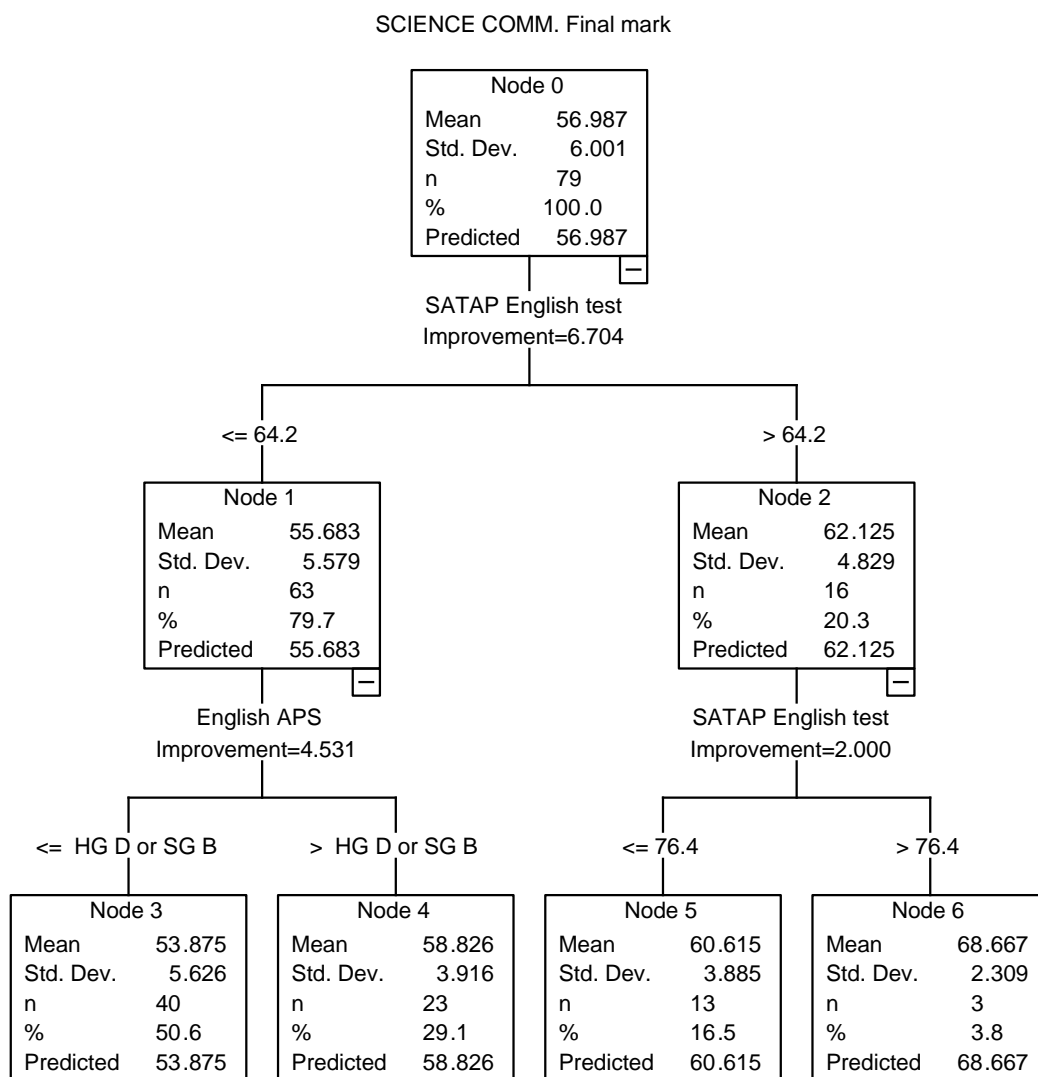 SCIENCE COMM. Final mark
Node 0
Mean 56.987
Std. Dev. 6.001
n 79
% 100.0
Predicted 56.987
SATAP English test
Improvement=6.704
<= 64.2
> 64.2
Node 1
Mean 55.683
Std. Dev. 5.579
n 63
% 79.7
Predicted 55.683
Node 2
Mean 62.125
Std. Dev. 4.829
n 16
% 20.3
Predicted 62.125
English APS
Improvement=4.531
SATAP English test
Improvement=2.000
<= HG D or SG B
> HG D or SG B
<= 76.4
> 76.4
Node 3
Mean 53.875
Std. Dev. 5.626
n 40
% 50.6
Predicted 53.875
Node 4
Mean 58.826
Std. Dev. 3.916
n 23
% 29.1
Predicted 58.826
Node 5
Mean 60.615
Std. Dev. 3.885
n 13
% 16.5
Predicted 60.615
Node 6
Mean 68.667
Std. Dev. 2.309
n 3
% 3.8
Predicted 68.667